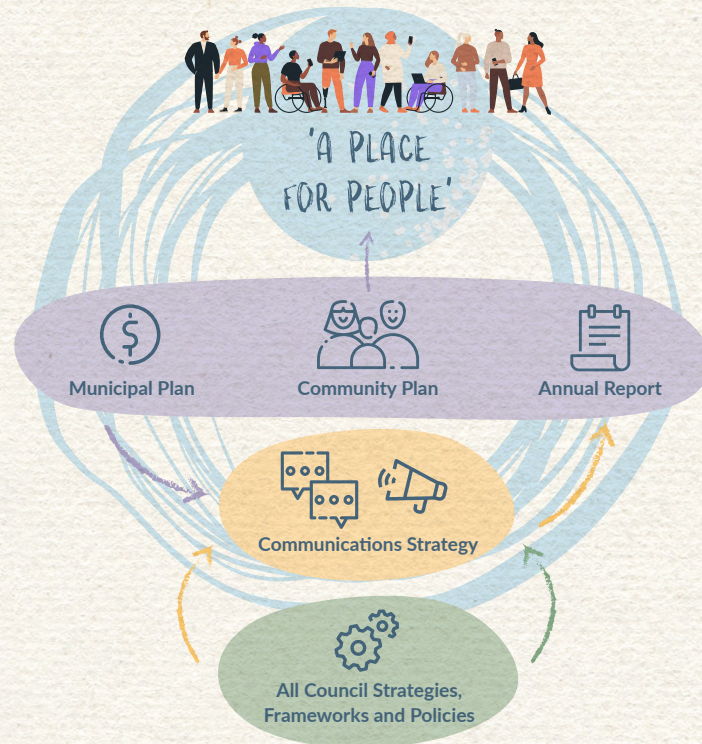 'A PLACE
FOR PEOPLE'
Municipal Plan
Community Plan
Annual Report
Communications Strategy
All Council Strategies,
Frameworks and Policies